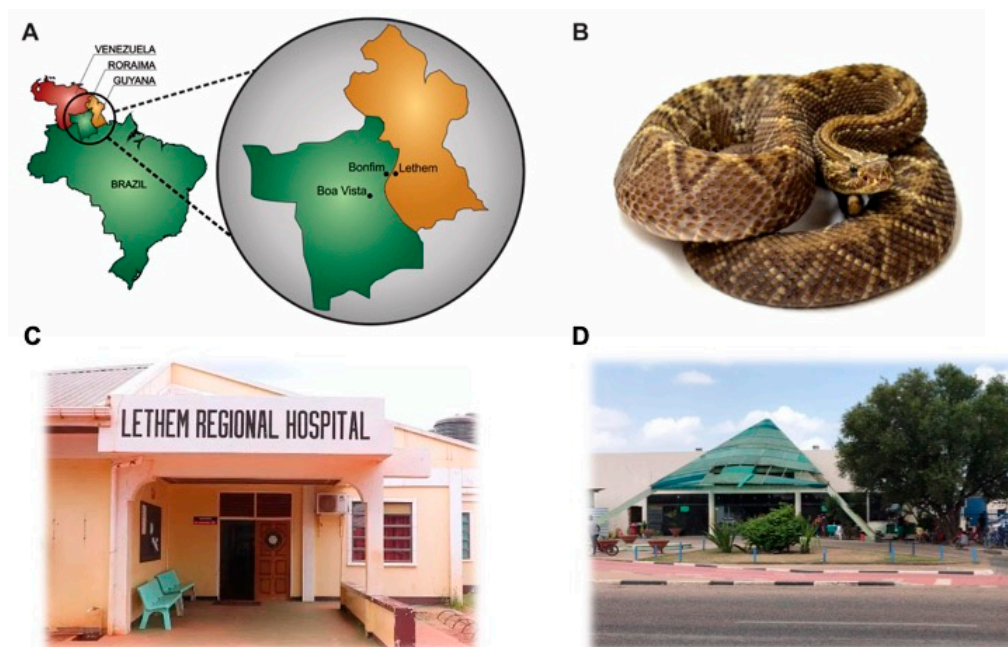 A
VENEZUELA
RORAIMA
GUYANA
BRAZIL
Bonfim
Lethem
Boa Vista
B
C
LETHEM REGIONAL HOSPITAL
D